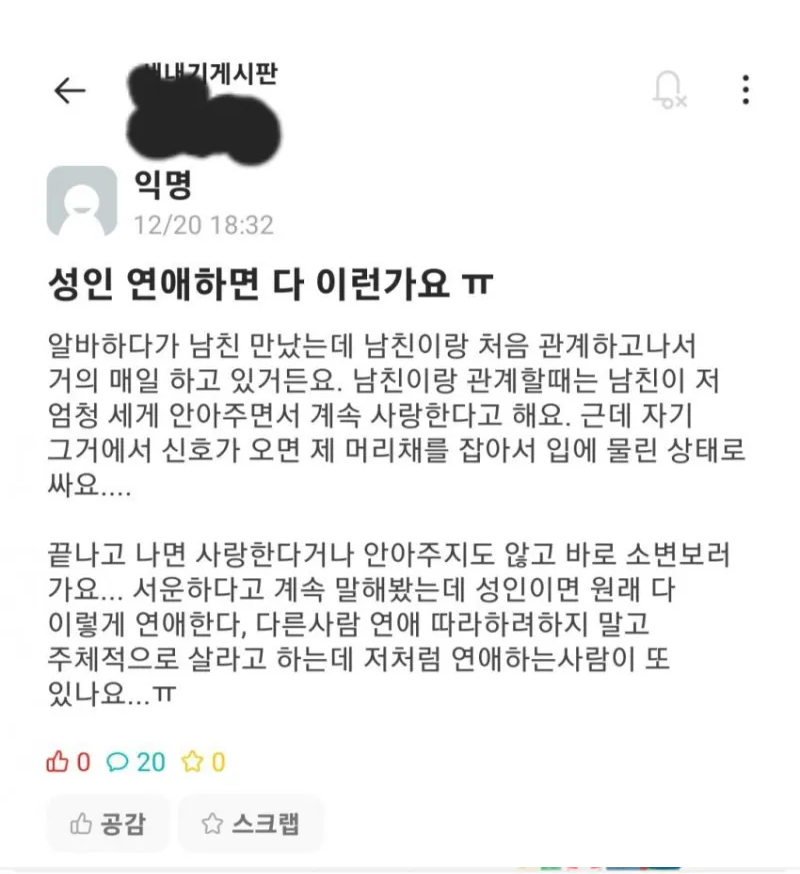 새내기게시판
익명
12/20 18:32
성인 연애하면 다 이런가요 ㅠ
알바하다가 남친 만났는데 남친이랑 처음 관계하고나서
거의 매일 하고 있거든요. 남친이랑 관계할때는 남친이 저
엄청 세게 안아주면서 계속 사랑한다고 해요. 근데 자기
그거에서 신호가 오면 제 머리채를 잡아서 입에 물린 상태로
싸요....
끝나고 나면 사랑한다거나 안아주지도 않고 바로 소변보러
가요... 서운하다고 계속 말해봤는데 성인이면 원래 다
이렇게 연애한다, 다른사람 연애 따라하려하지 말고
주체적으로 살라고 하는데 저처럼 연애하는사람이 또
있나요...ㅠ
0 20 0
공감 스크랩